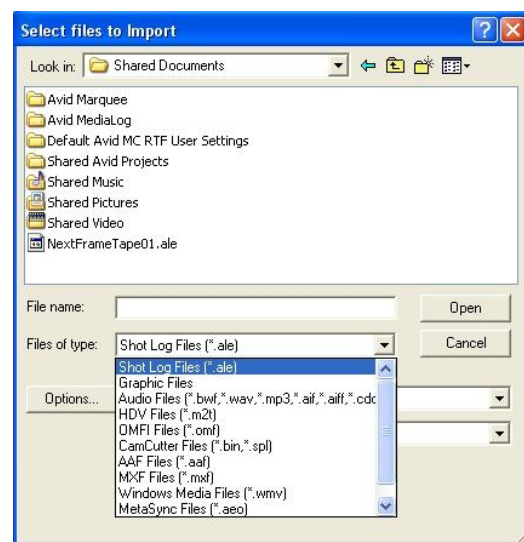 Select files to Import
Look in: Shared Documents
Avid Marquee
Avid MediaLog
Default Avid MC RTF User Settings
Shared Avid Projects
Shared Music
Shared Pictures
Shared Video
NextFrameTape01.ale
File name:
Open
Files of type: Shot Log Files (*.ale)
Cancel
Shot Log Files (*.ale)
Graphic Files
Options...
Audio Files (*.bwf,*.wav,*.mp3,*.aif,*.aiff,*.cdd
HDV Files (*.m2t)
OMFI Files (*.omf)
CamCutter Files (*.bin,*.spl)
AAF Files (*.aaf)
MXF Files (*.mxf)
Windows Media Files (*.wmv)
MetaSync Files (*.aeo)